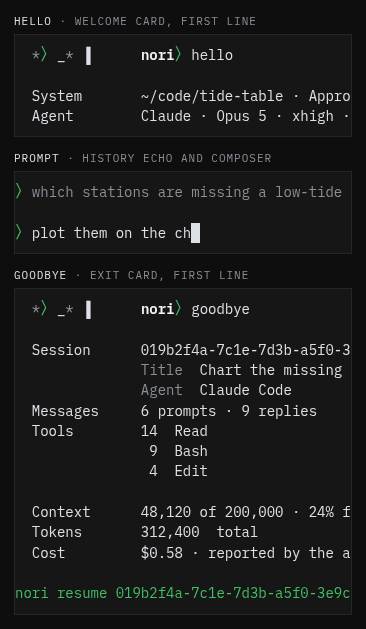 HELLO · WELCOME CARD, FIRST LINE
*〉_* ▌ nori〉 hello
System ~/code/tide-table · Appro
Agent Claude · Opus 5 · xhigh ·
PROMPT · HISTORY ECHO AND COMPOSER
〉 which stations are missing a low-tide
〉 plot them on the ch
GOODBYE · EXIT CARD, FIRST LINE
*〉_* ▌ nori〉 goodbye
Session 019b2f4a-7c1e-7d3b-a5f0-3
Title Chart the missing
Agent Claude Code
Messages 6 prompts · 9 replies
Tools 14 Read
9 Bash
4 Edit
Context 48,120 of 200,000 · 24% f
Tokens 312,400 total
Cost $0.58 · reported by the a
nori resume 019b2f4a-7c1e-7d3b-a5f0-3e9c